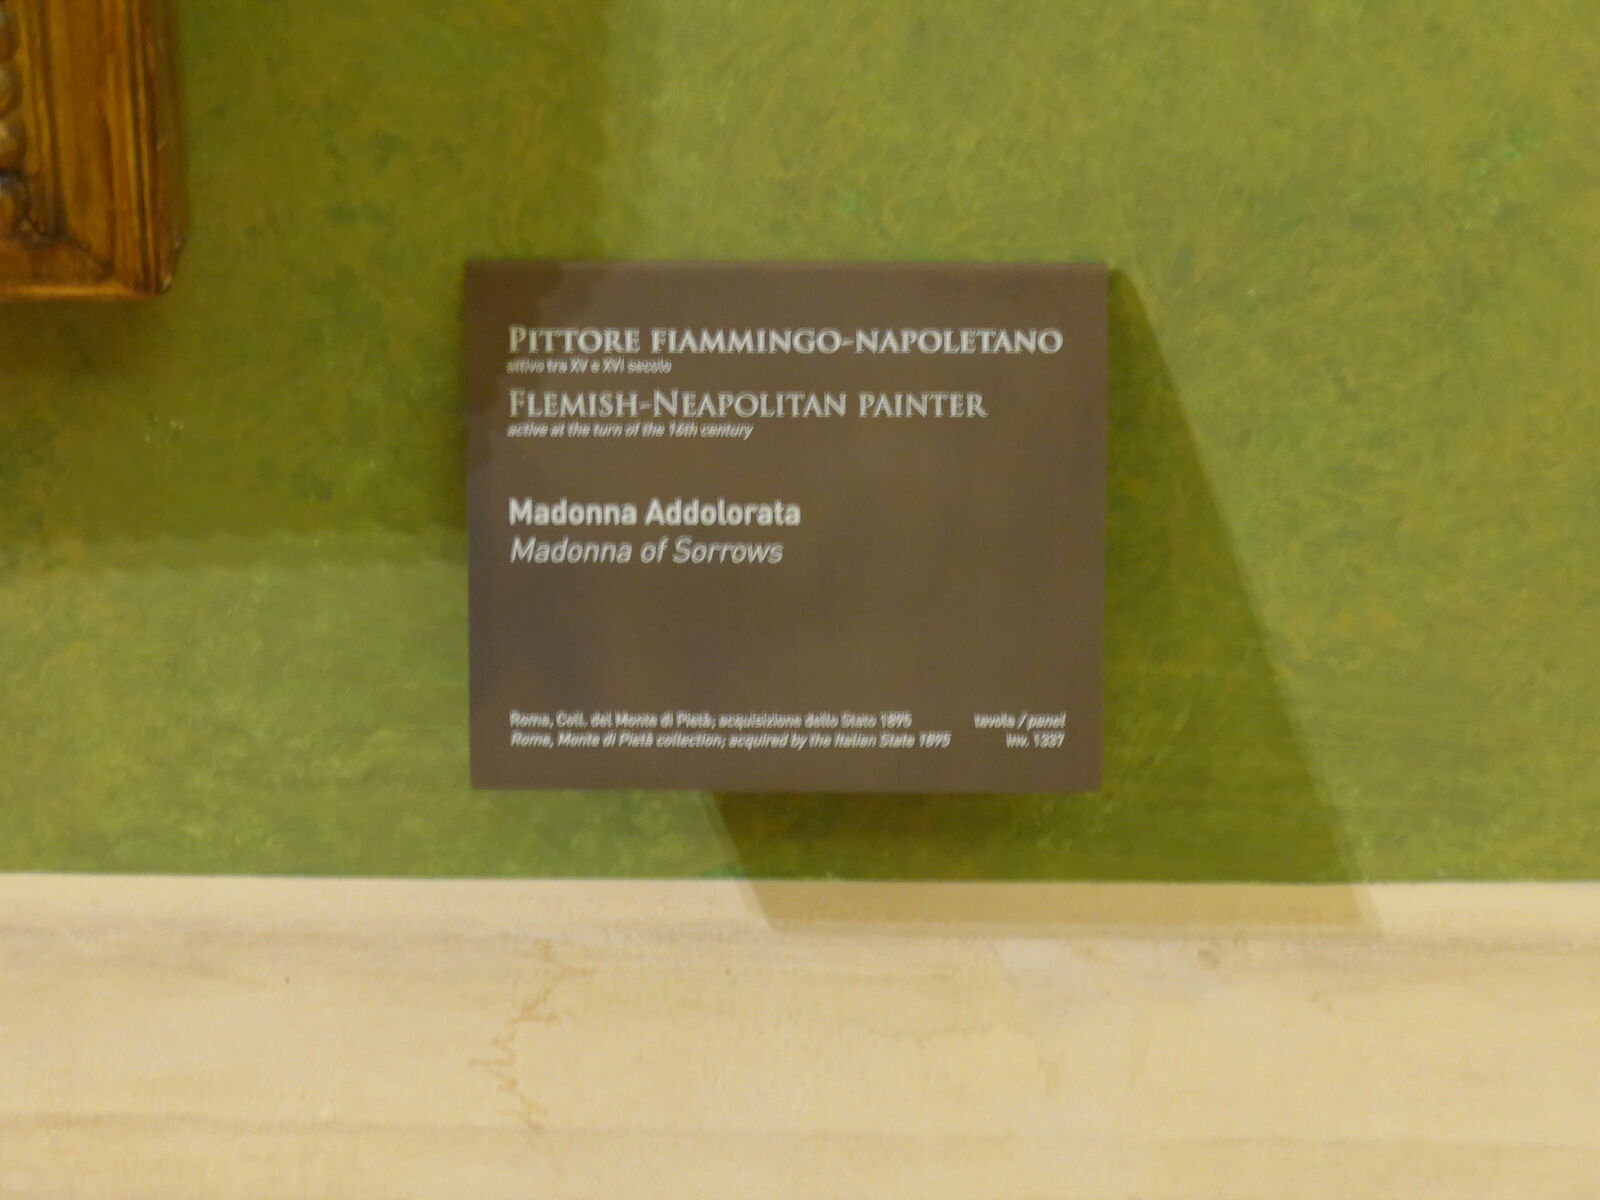 PITTORE FIAMMINGO-NAPOLETANO
attivo tra XV e XVI secolo
FLEMISH-NEAPOLITAN PAINTER
active at the turn of the 16th century
Madonna Addolorata
Madonna of Sorrows
Roma, Coll. del Monte di Pietà; acquisizione dello Stato 1895 tavola / panel
Roma, Monte di Pietà collection; acquired by the Italian State 1895 inv. 1337